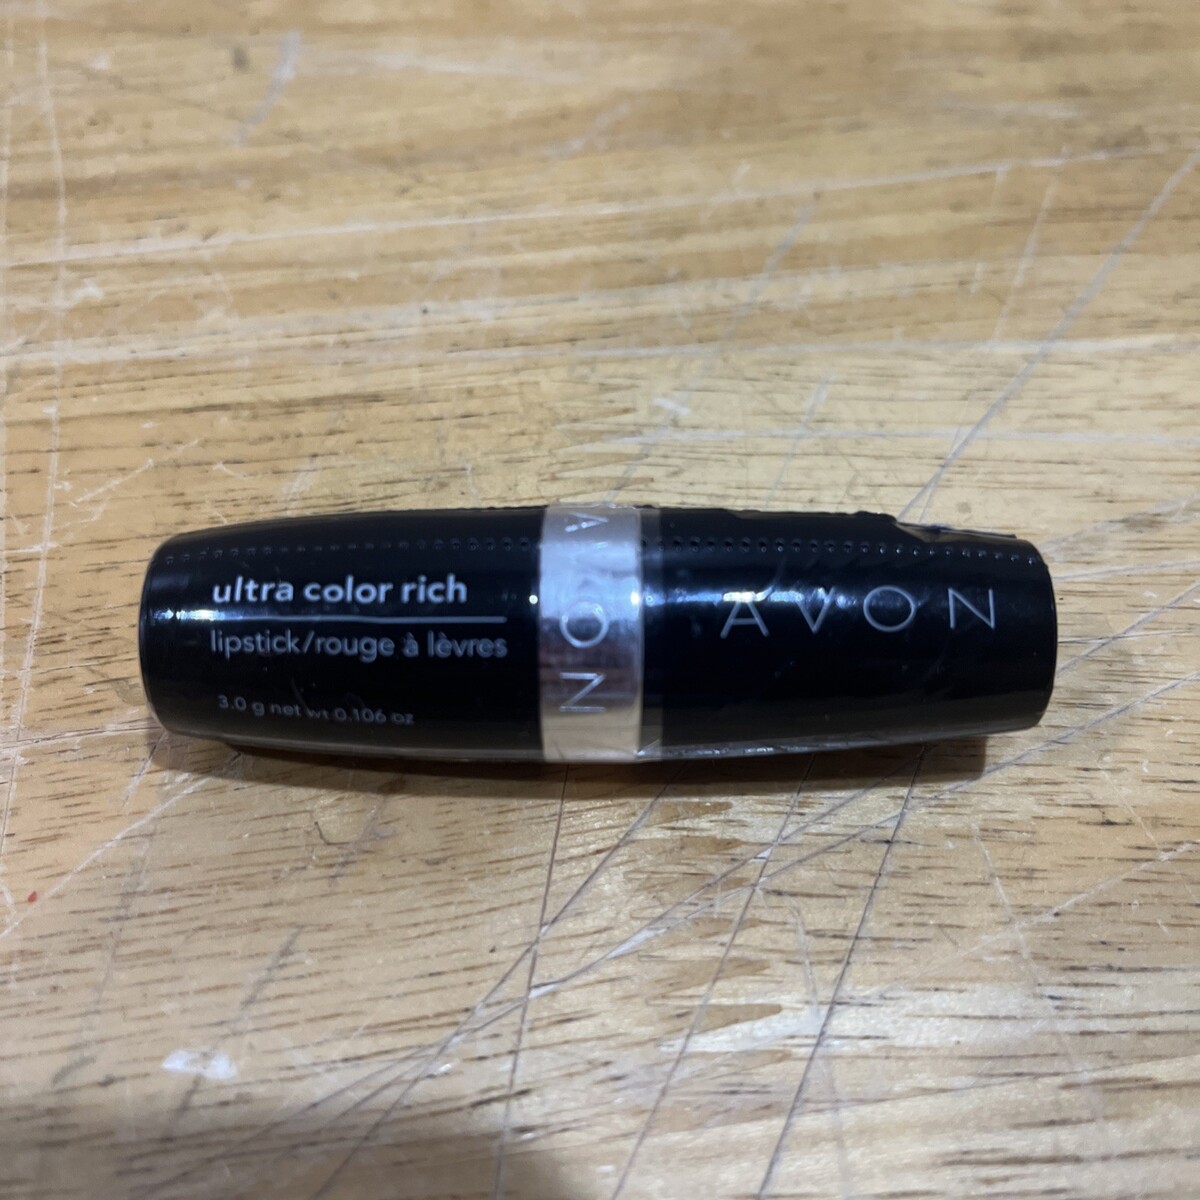 ultra color rich
lipstick/rouge à lèvres
3.0 g net wt 0.106 oz
AVON
AVON